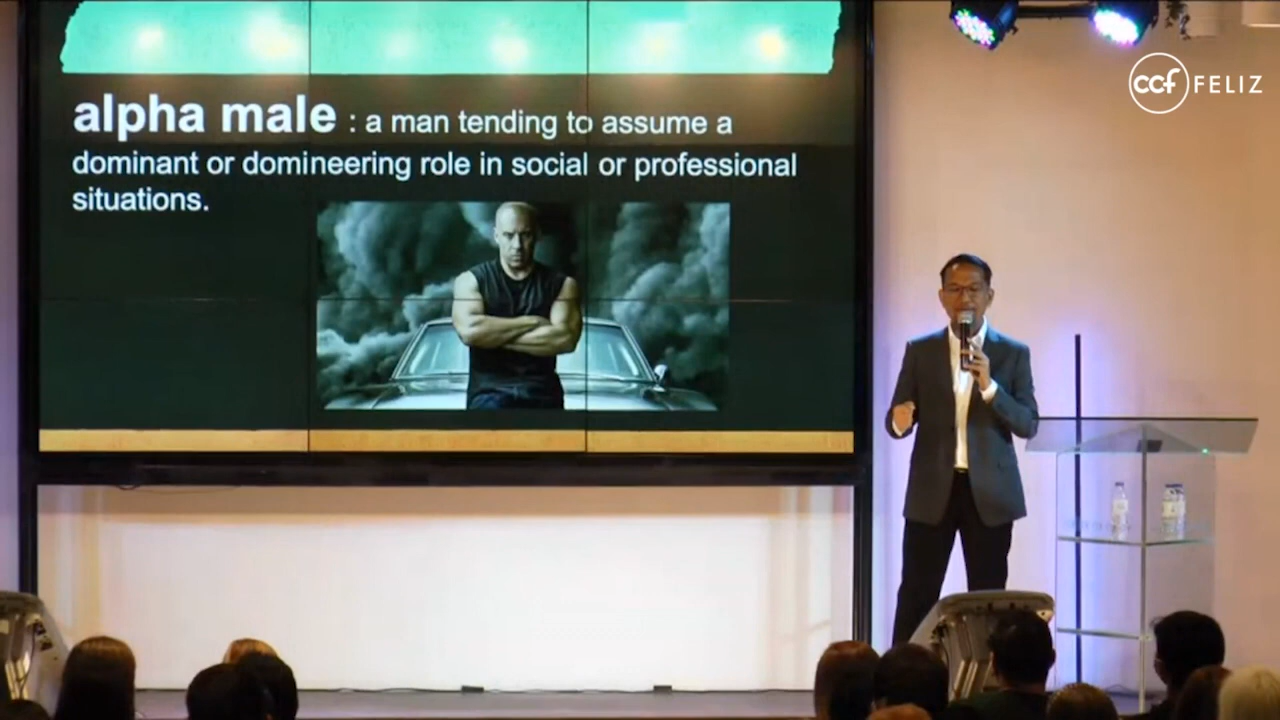 alpha male : a man tending to assume a
dominant or domineering role in social or professional
situations.
ccf FELIZ